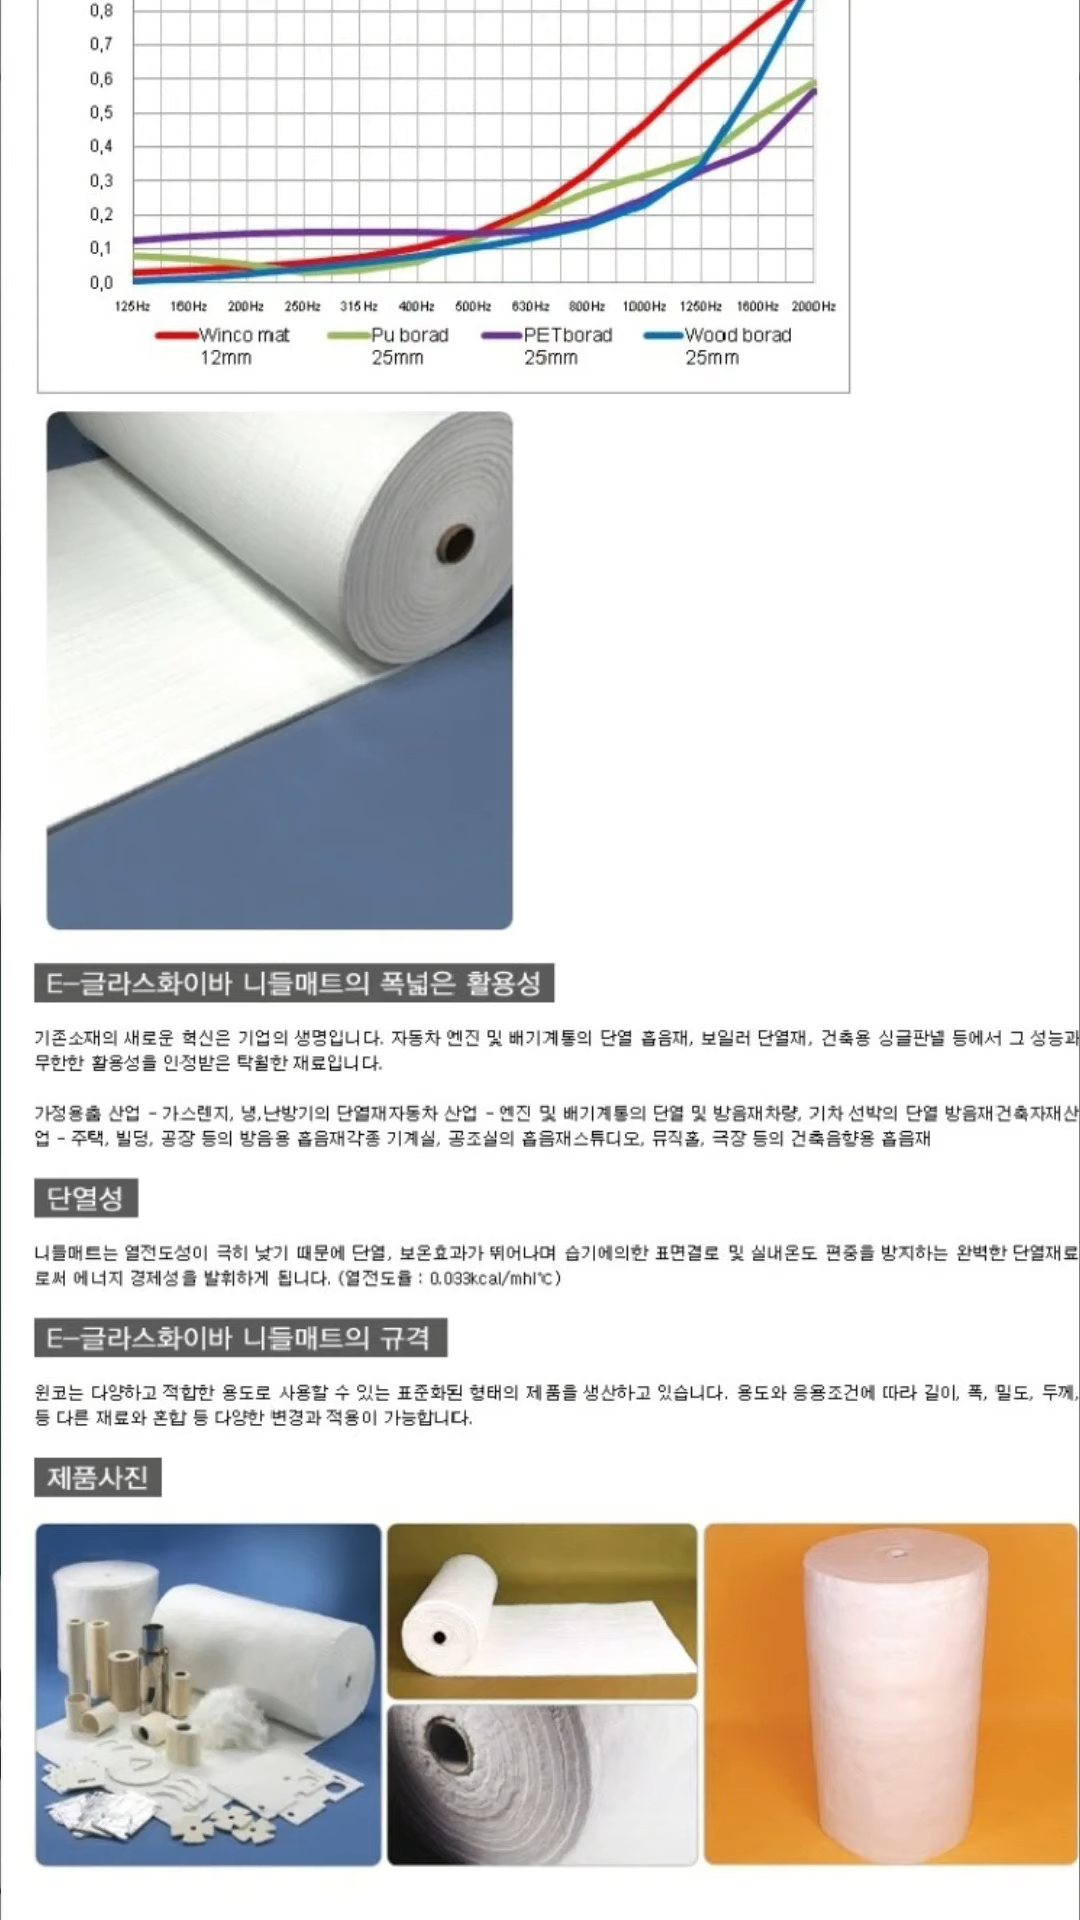 0,8
0,7
0,6
0,5
0,4
0,3
0,2
0,1
0,0
125Hz 160Hz 200Hz 250Hz 315Hz 400Hz 500Hz 630Hz 800Hz 1000Hz 1250Hz 1600Hz 2000Hz
Winco mat Pu borad PETborad Wood borad
12mm 25mm 25mm 25mm
E-글라스화이바 니들매트의 폭넓은 활용성
기존소재의 새로운 혁신은 기업의 생명입니다. 자동차 엔진 및 배기계통의 단열 흡음재, 보일러 단열재, 건축용 싱글판넬 등에서 그 성능과
무한한 활용성을 인정받은 탁월한 재료입니다.
가정용춤 산업 - 가스렌지, 냉,난방기의 단열재자동차 산업 - 엔진 및 배기계통의 단열 및 방음재차량, 기차 선박의 단열 방음재건축자재산
업 - 주택, 빌딩, 공장 등의 방음용 흡음재각종 기계실, 공조실의 흡음재스튜디오, 뮤직홀, 극장 등의 건축음향용 흡음재
단열성
니들매트는 열전도성이 극히 낮기 때문에 단열, 보온효과가 뛰어나며 습기에의한 표면결로 및 실내온도 편중을 방지하는 완벽한 단열재료
로써 에너지 경제성을 발휘하게 됩니다. (열전도율 : 0.033kcal/mhl℃)
E-글라스화이바 니들매트의 규격
윈코는 다양하고 적합한 용도로 사용할 수 있는 표준화된 형태의 제품을 생산하고 있습니다. 용도와 응용조건에 따라 길이, 폭, 밀도, 두께,
등 다른 재료와 혼합 등 다양한 변경과 적용이 가능합니다.
제품사진